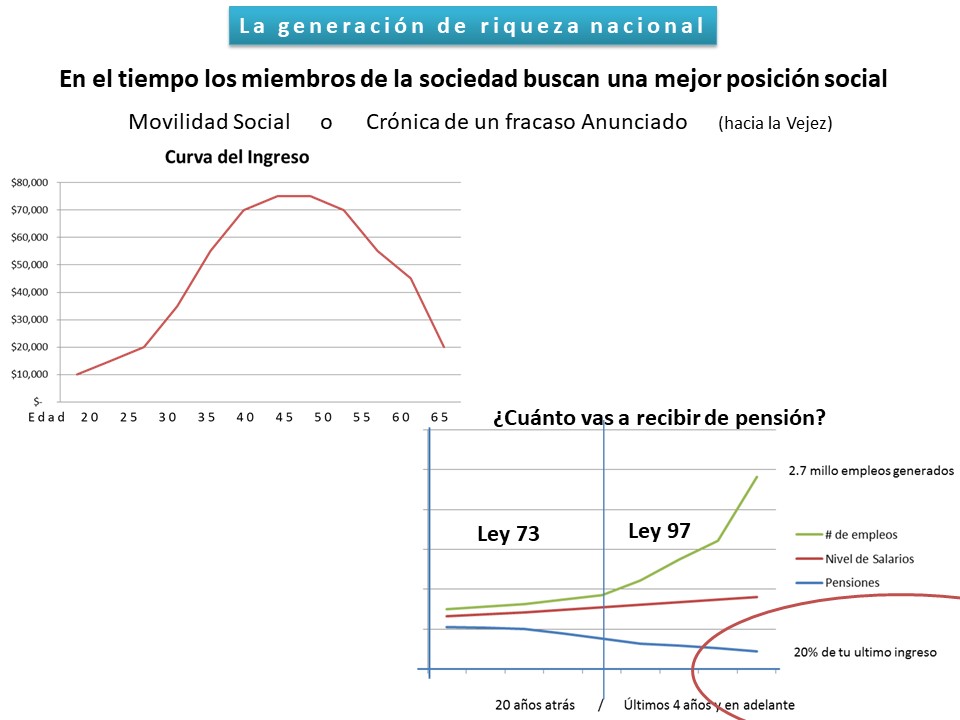 La generación de riqueza nacional
En el tiempo los miembros de la sociedad buscan una mejor posición social
Movilidad Social o Crónica de un fracaso Anunciado (hacia la Vejez)
Curva del Ingreso
$80,000
$70,000
$60,000
$50,000
$40,000
$30,000
$20,000
$10,000
$-
Edad 20 25 30 35 40 45 50 55 60 65
¿Cuánto vas a recibir de pensión?
2.7 millo empleos generados
Ley 73 Ley 97
# de empleos
Nivel de Salarios
Pensiones
20% de tu ultimo ingreso
20 años atrás / Últimos 4 años y en adelante